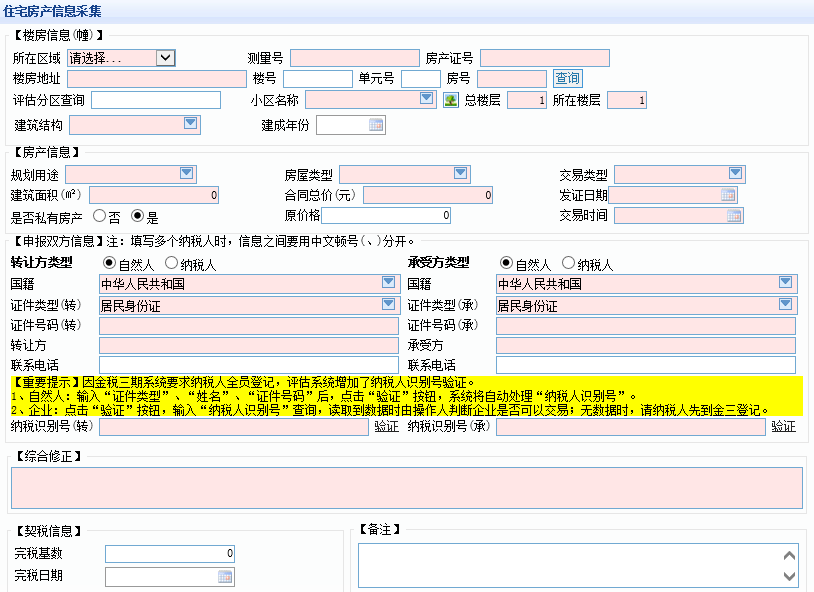 住宅房产信息采集
【楼房信息(幢)】
所在区域 请选择... 测量号 房产证号
楼房地址 楼号 单元号 房号 查询
评估分区查询 小区名称 总楼层 1 所在楼层 1
建筑结构 建成年份
【房产信息】
规划用途 房屋类型 交易类型
建筑面积(㎡) 0 合同总价(元) 0 发证日期
是否私有房产 否 是 原价格 0 交易时间
【申报双方信息】注：填写多个纳税人时，信息之间要用中文顿号(、)分开。
转让方类型 自然人 纳税人 承受方类型 自然人 纳税人
国籍 中华人民共和国 国籍 中华人民共和国
证件类型(转) 居民身份证 证件类型(承) 居民身份证
证件号码(转) 证件号码(承)
转让方 承受方
联系电话 联系电话
【重要提示】因金税三期系统要求纳税人全员登记，评估系统增加了纳税人识别号验证。
1、自然人：输入“证件类型”、“姓名”、“证件号码”后，点击“验证”按钮，系统将自动处理“纳税人识别号”。
2、企业：点击“验证”按钮，输入“纳税人识别号”查询，读取到数据时由操作人判断企业是否可以交易；无数据时，请纳税人先到金三登记。
纳税识别号(转) 验证 纳税识别号(承) 验证
【综合修正】
【契税信息】 【备注】
完税基数 0
完税日期